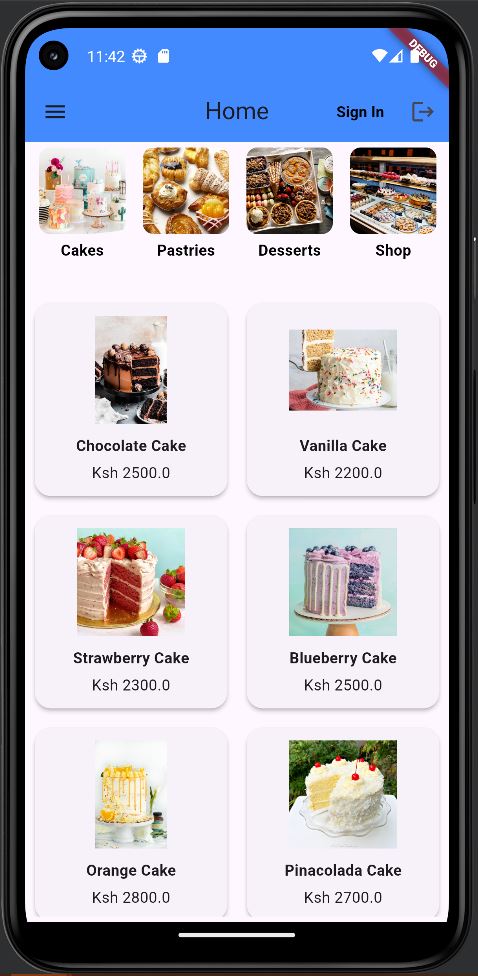 11:42
DEBUG
Home
Sign In
Cakes Pastries Desserts Shop
Chocolate Cake Vanilla Cake
Ksh 2500.0 Ksh 2200.0
Strawberry Cake Blueberry Cake
Ksh 2300.0 Ksh 2500.0
Orange Cake Pinacolada Cake
Ksh 2800.0 Ksh 2700.0